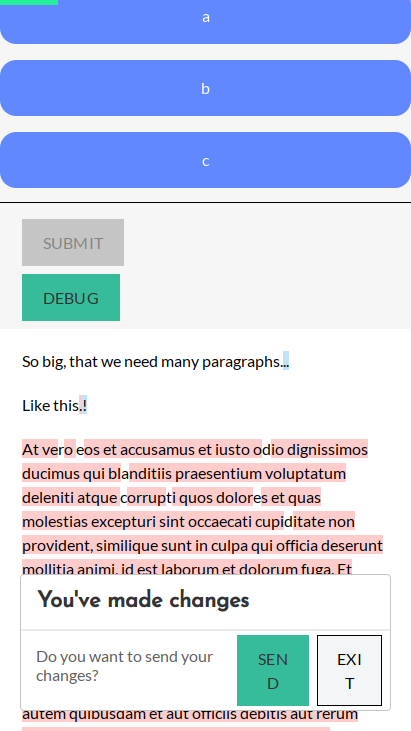 a
b
c
SUBMIT
DEBUG
So big, that we need many paragraphs...
Like this.!
At vero eos et accusamus et iusto odio dignissimos
ducimus qui blanditiis praesentium voluptatum
deleniti atque corrupti quos dolores et quas
molestias excepturi sint occaecati cupiditate non
provident, similique sunt in culpa qui officia deserunt
mollitia animi, id est laborum et dolorum fuga. Et
You've made changes
Do you want to send your
changes?
SEN
D
EXI
T
autem quibusdam et aut officiis debitis aut rerum